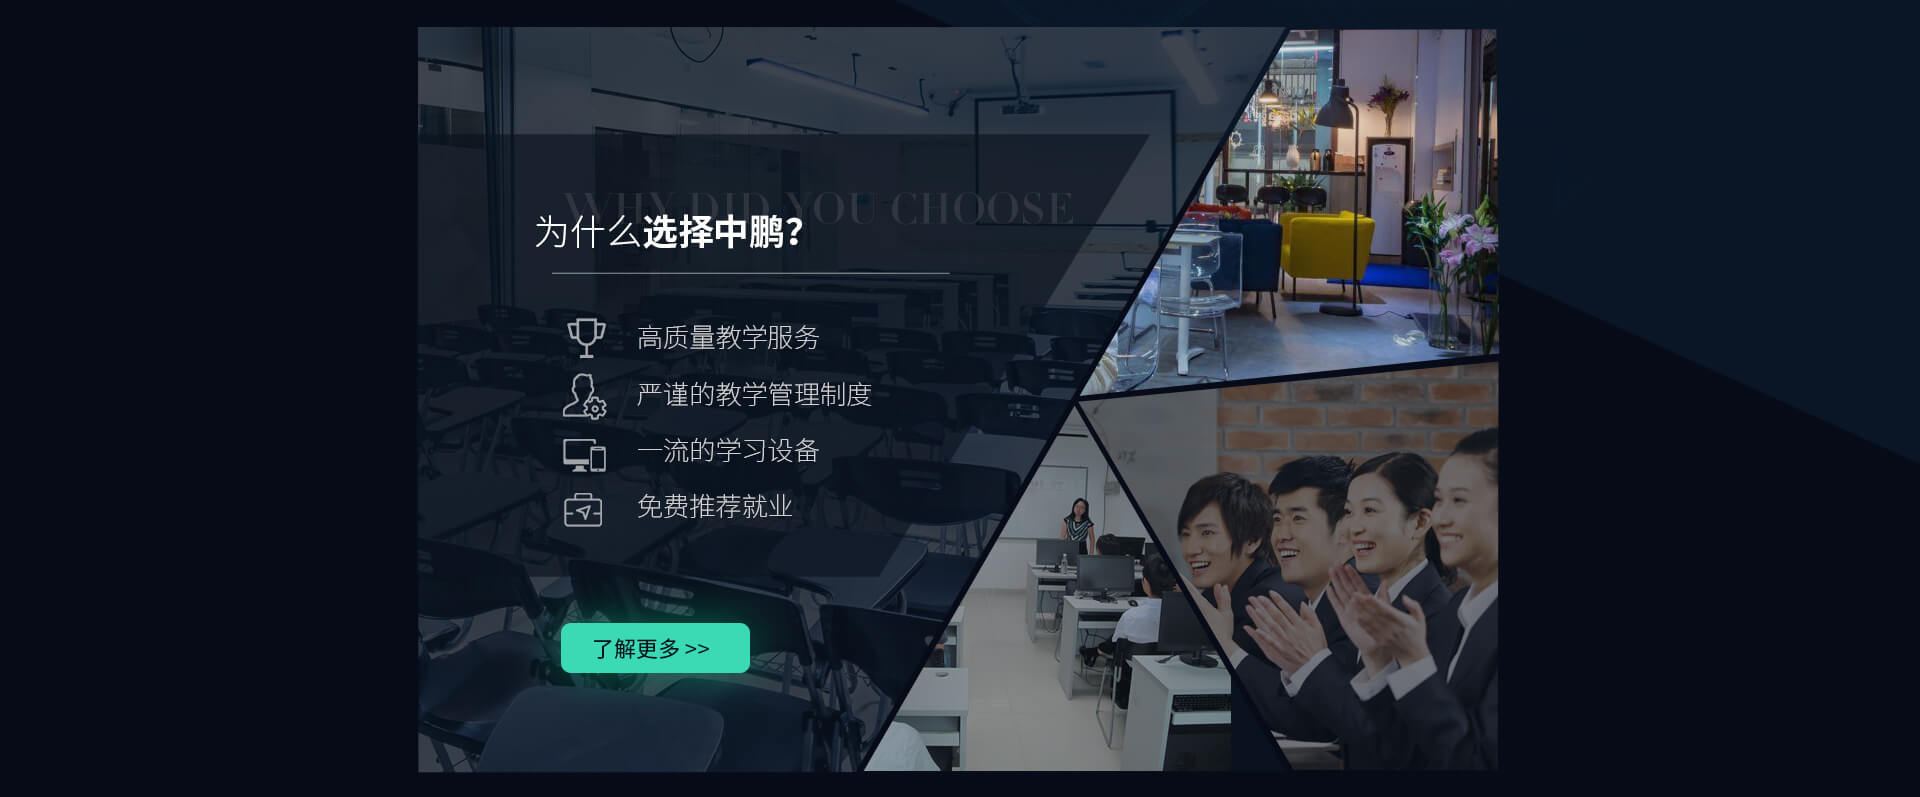 WHY DID YOU CHOOSE
为什么选择中鹏?
高质量教学服务
严谨的教学管理制度
一流的学习设备
免费推荐就业
了解更多 >>